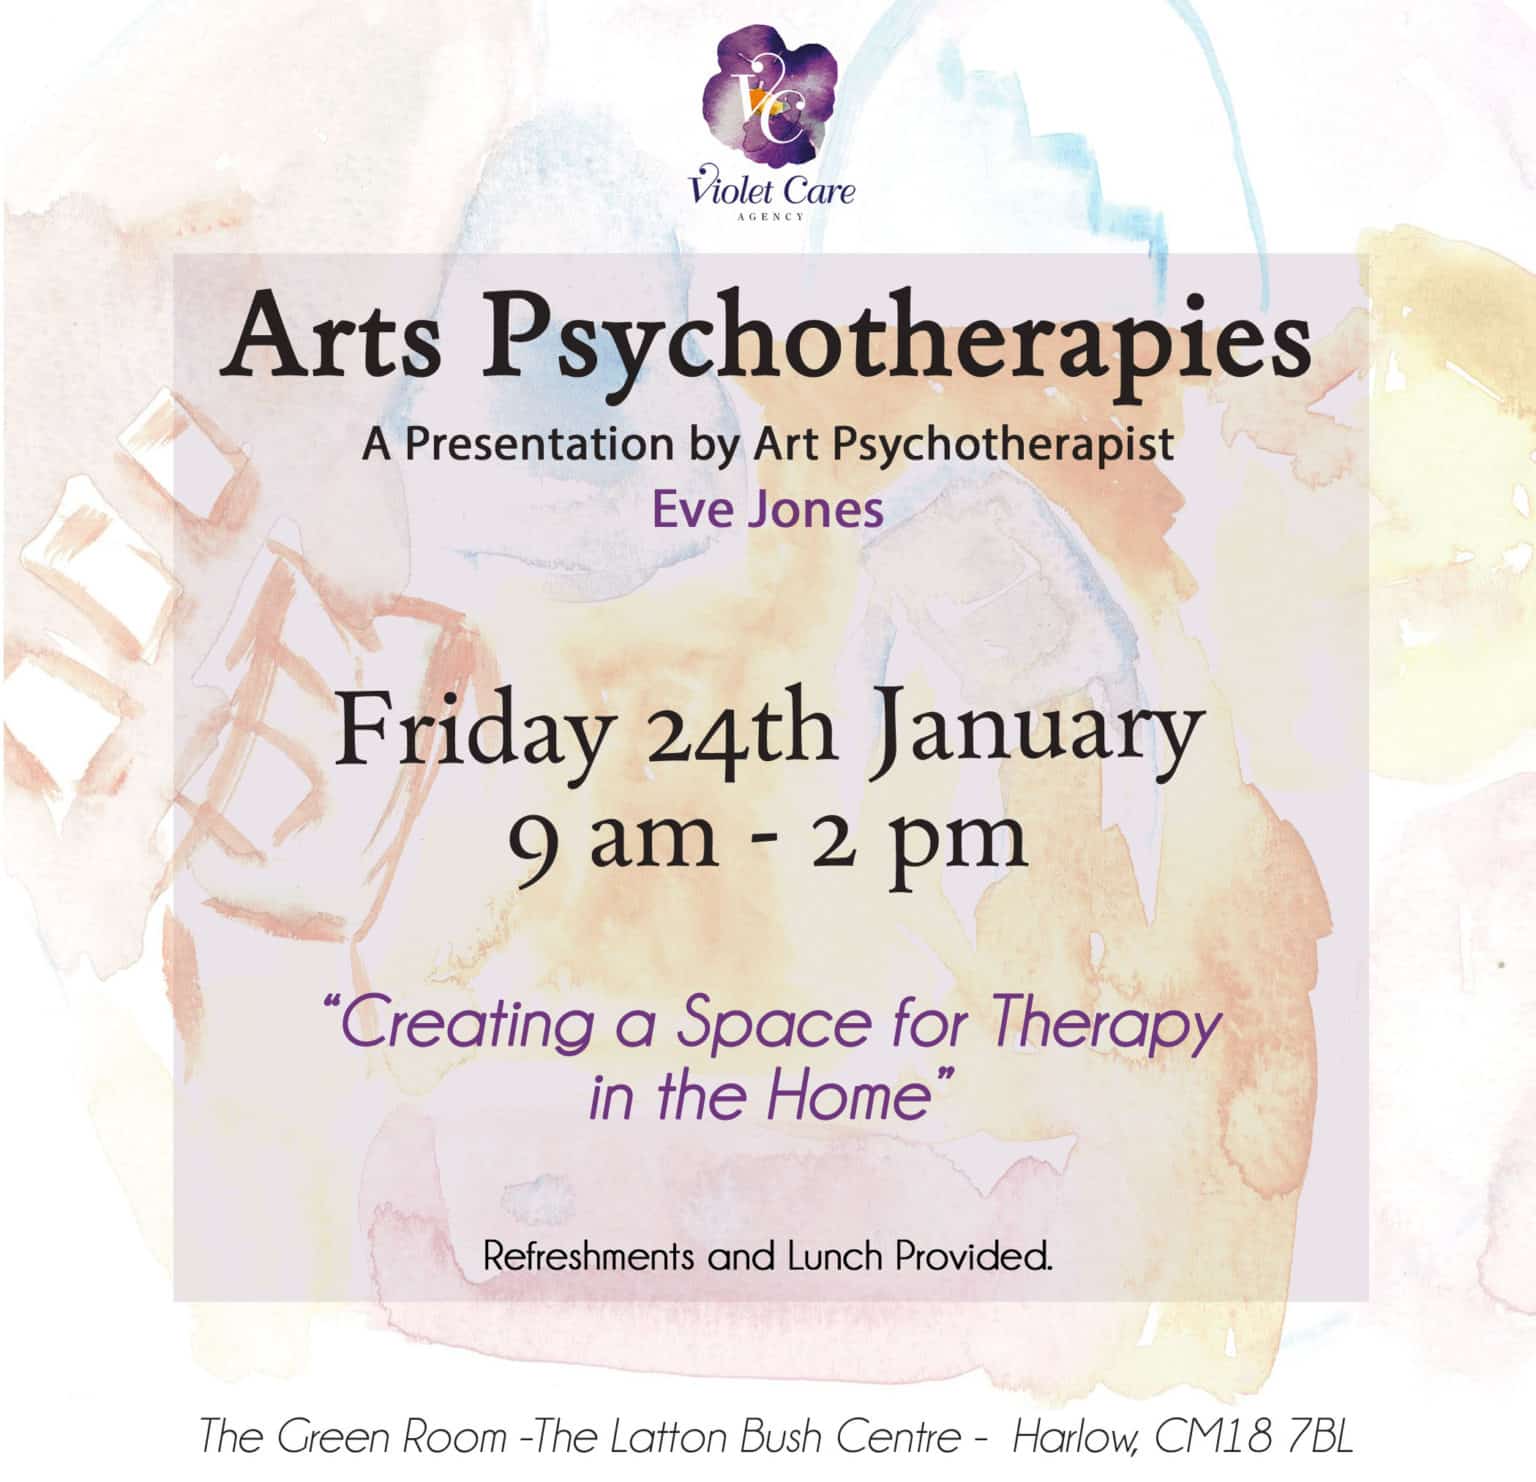 VC
Violet Care
AGENCY
Arts Psychotherapies
A Presentation by Art Psychotherapist
Eve Jones
Friday 24th January
9 am - 2 pm
“Creating a Space for Therapy
in the Home”
Refreshments and Lunch Provided.
The Green Room -The Latton Bush Centre - Harlow, CM18 7BL